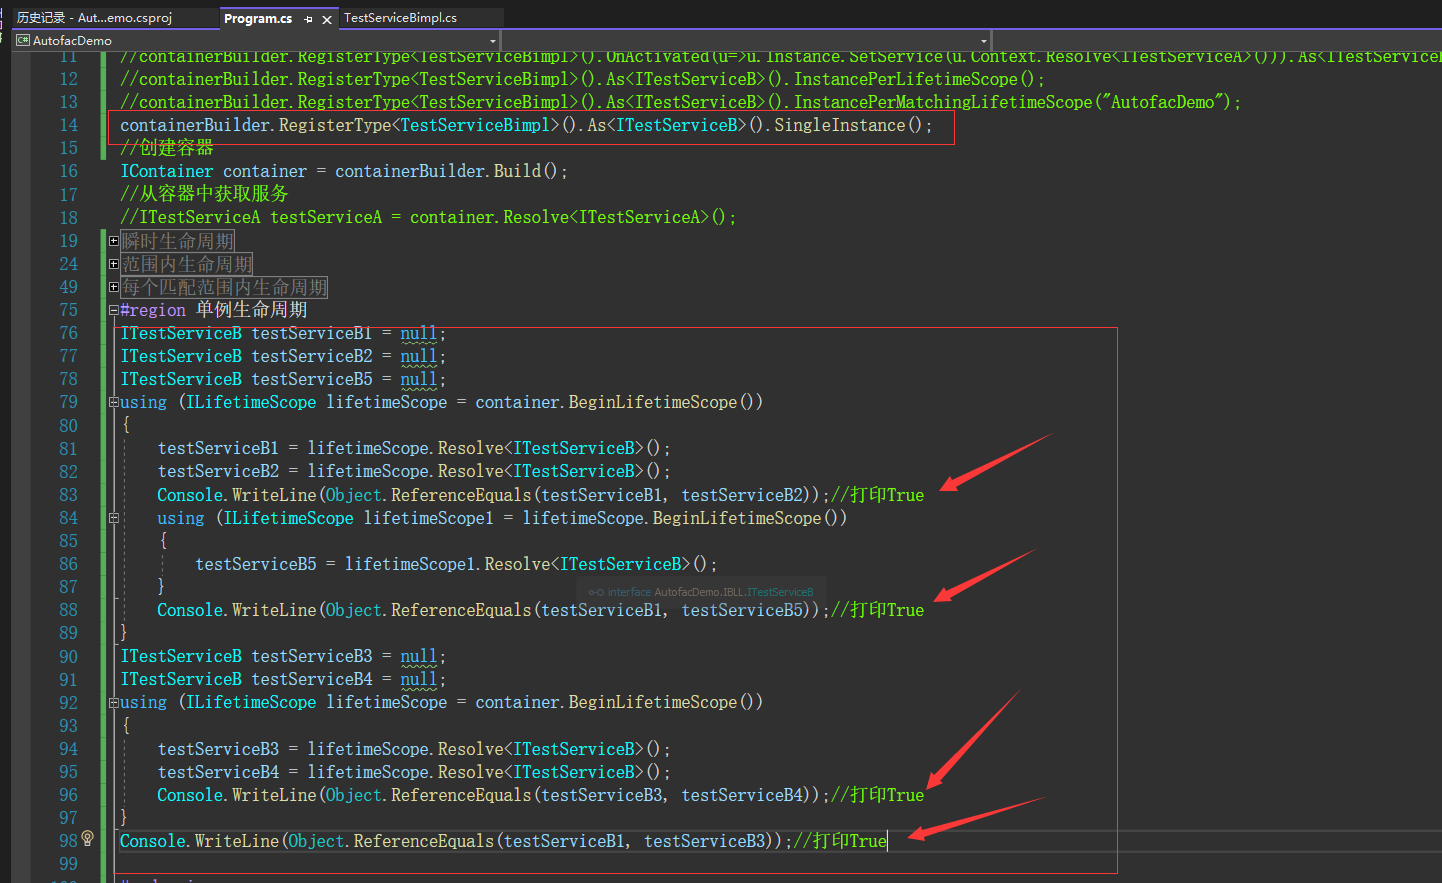 历史记录 - Aut...emo.csproj
Program.cs
TestServiceBimpl.cs
C# AutofacDemo
11 //containerBuilder.RegisterType<TestServiceBimpl>().OnActivated(u=>u.Instance.SetService(u.Context.Resolve<ITestServiceA>())).As<ITestServiceB
12 //containerBuilder.RegisterType<TestServiceBimpl>().As<ITestServiceB>().InstancePerLifetimeScope();
13 //containerBuilder.RegisterType<TestServiceBimpl>().As<ITestServiceB>().InstancePerMatchingLifetimeScope("AutofacDemo");
14 containerBuilder.RegisterType<TestServiceBimpl>().As<ITestServiceB>().SingleInstance();
15 //创建容器
16 IContainer container = containerBuilder.Build();
17 //从容器中获取服务
18 //ITestServiceA testServiceA = container.Resolve<ITestServiceA>();
19 瞬时生命周期
24 范围内生命周期
49 每个匹配范围内生命周期
75 #region 单例生命周期
76 ITestServiceB testServiceB1 = null;
77 ITestServiceB testServiceB2 = null;
78 ITestServiceB testServiceB5 = null;
79 using (ILifetimeScope lifetimeScope = container.BeginLifetimeScope())
80 {
81 testServiceB1 = lifetimeScope.Resolve<ITestServiceB>();
82 testServiceB2 = lifetimeScope.Resolve<ITestServiceB>();
83 Console.WriteLine(Object.ReferenceEquals(testServiceB1, testServiceB2));//打印True
84 using (ILifetimeScope lifetimeScope1 = lifetimeScope.BeginLifetimeScope())
85 {
86 testServiceB5 = lifetimeScope1.Resolve<ITestServiceB>();
87 }
interface AutofacDemo.IBLL.ITestServiceB
88 Console.WriteLine(Object.ReferenceEquals(testServiceB1, testServiceB5));//打印True
89 }
90 ITestServiceB testServiceB3 = null;
91 ITestServiceB testServiceB4 = null;
92 using (ILifetimeScope lifetimeScope = container.BeginLifetimeScope())
93 {
94 testServiceB3 = lifetimeScope.Resolve<ITestServiceB>();
95 testServiceB4 = lifetimeScope.Resolve<ITestServiceB>();
96 Console.WriteLine(Object.ReferenceEquals(testServiceB3, testServiceB4));//打印True
97 }
98 Console.WriteLine(Object.ReferenceEquals(testServiceB1, testServiceB3));//打印True
99